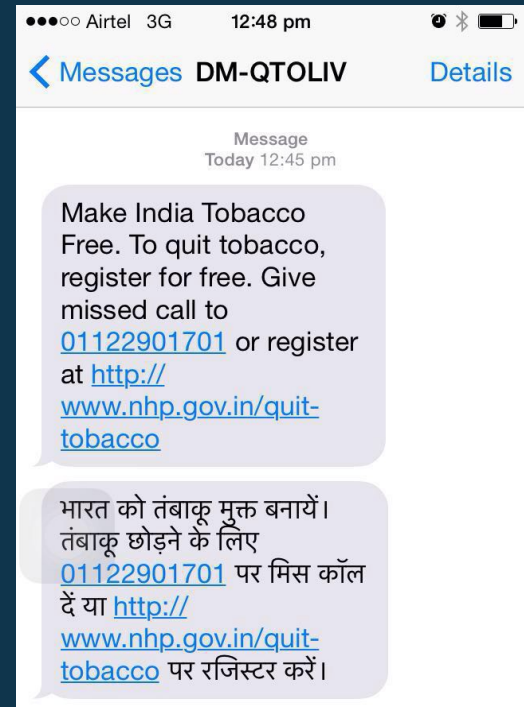 Airtel 3G 12:48 pm
Messages DM-QTOLIV Details
Message
Today 12:45 pm
Make India Tobacco
Free. To quit tobacco,
register for free. Give
missed call to
01122901701 or register
at http://
www.nhp.gov.in/quit-
tobacco
भारत को तंबाकू मुक्त बनायें।
तंबाकू छोड़ने के लिए
01122901701 पर मिस कॉल
दें या http://
www.nhp.gov.in/quit-
tobacco पर रजिस्टर करें।